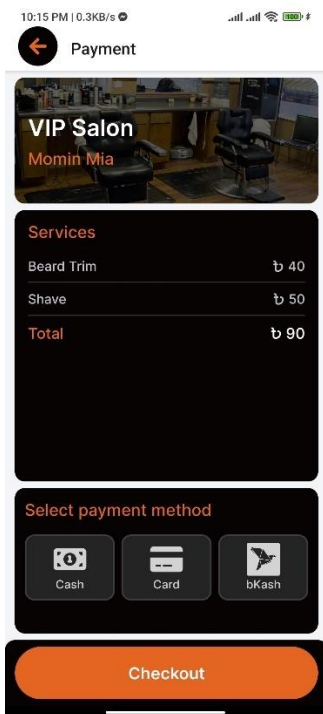 10:15 PM | 0.3KB/s
100
Payment
VIP Salon
Momin Mia
Services
Beard Trim ৳ 40
Shave ৳ 50
Total ৳ 90
Select payment method
Cash Card bKash
Checkout